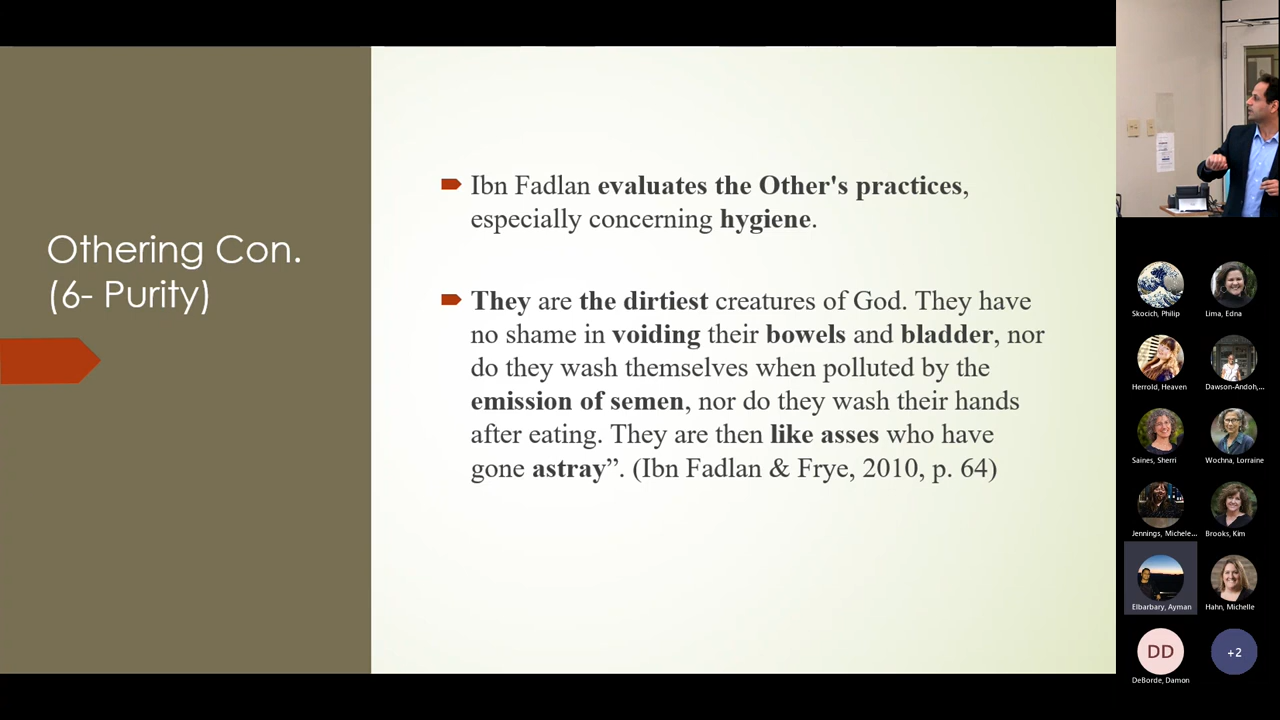 Othering Con.
(6- Purity)
Ibn Fadlan evaluates the Other's practices,
especially concerning hygiene.
They are the dirtiest creatures of God. They have
no shame in voiding their bowels and bladder, nor
do they wash themselves when polluted by the
emission of semen, nor do they wash their hands
after eating. They are then like asses who have
gone astray”. (Ibn Fadlan & Frye, 2010, p. 64)
Skocich, Philip
Lima, Edna
Herrold, Heaven
Dawson-Andoh,...
Saines, Sherri
Wochna, Lorraine
Jennings, Michele...
Brooks, Kim
Elbarbary, Ayman
Hahn, Michelle
DD
+2
DeBorde, Damon